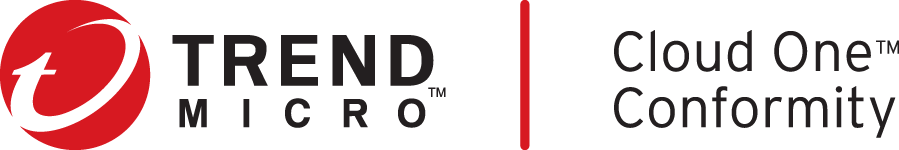 TREND
MICRO™
Cloud One™
Conformity